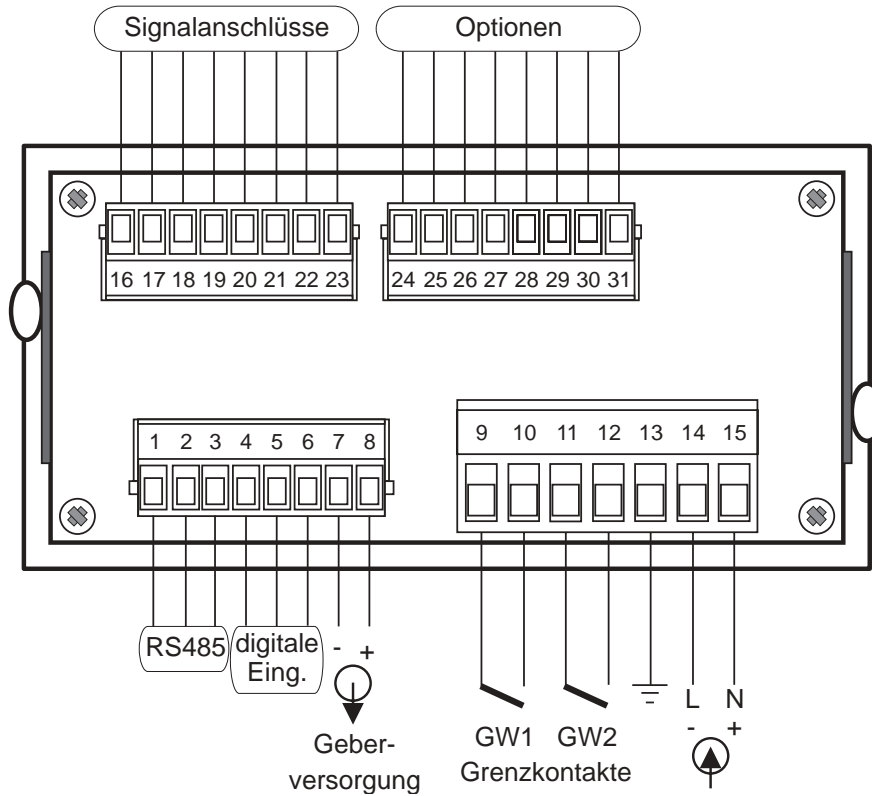 Signalanschlüsse Optionen
16 17 18 19 20 21 22 23 24 25 26 27 28 29 30 31
1 2 3 4 5 6 7 8 9 10 11 12 13 14 15
RS485 digitale - +
Eing.
L N
- +
Geber- GW1 GW2
versorgung Grenzkontakte